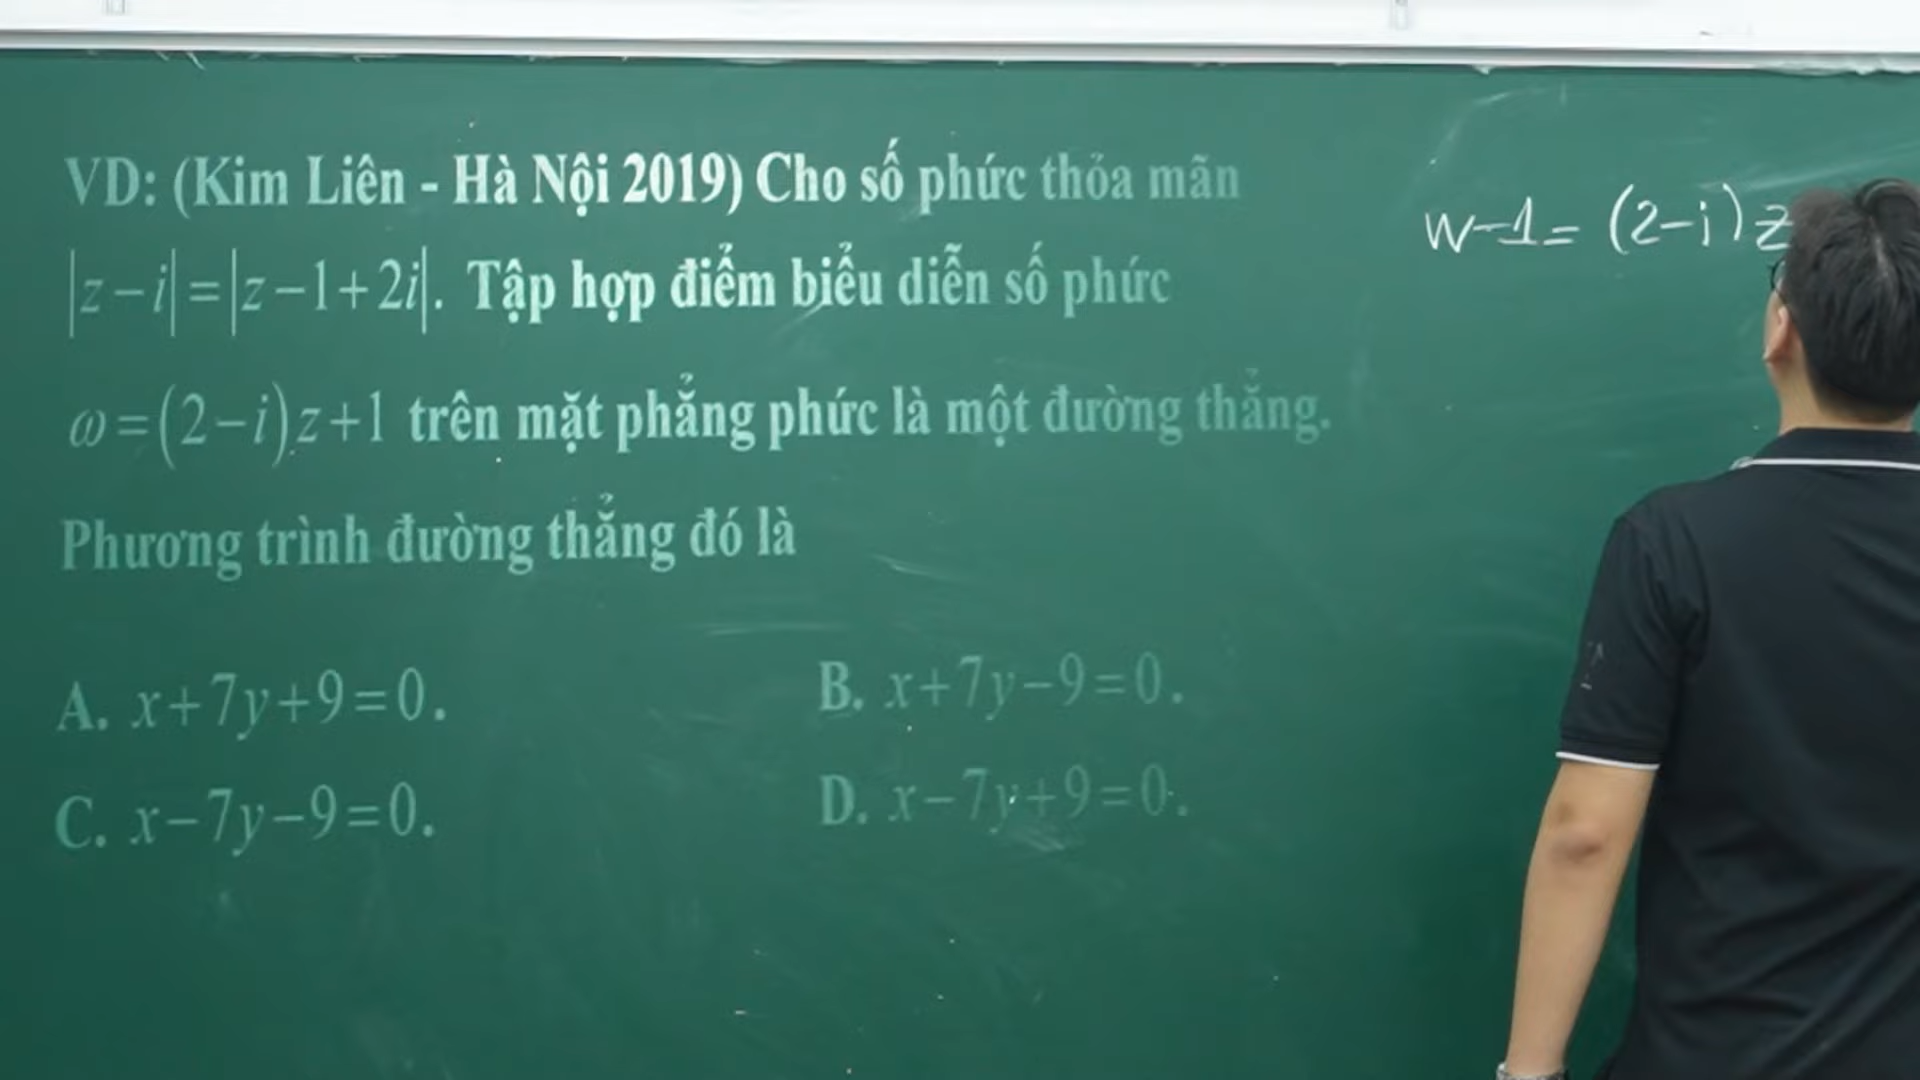 VD: (Kim Liên - Hà Nội 2019) Cho số phức thỏa mãn
|z-i|=|z-1+2i|. Tập hợp điểm biểu diễn số phức
ω=(2-i)z+1 trên mặt phẳng phức là một đường thẳng.
Phương trình đường thẳng đó là
A. x+7y+9=0.
B. x+7y-9=0.
C. x-7y-9=0.
D. x-7y+9=0.
w-1= (2-i) z